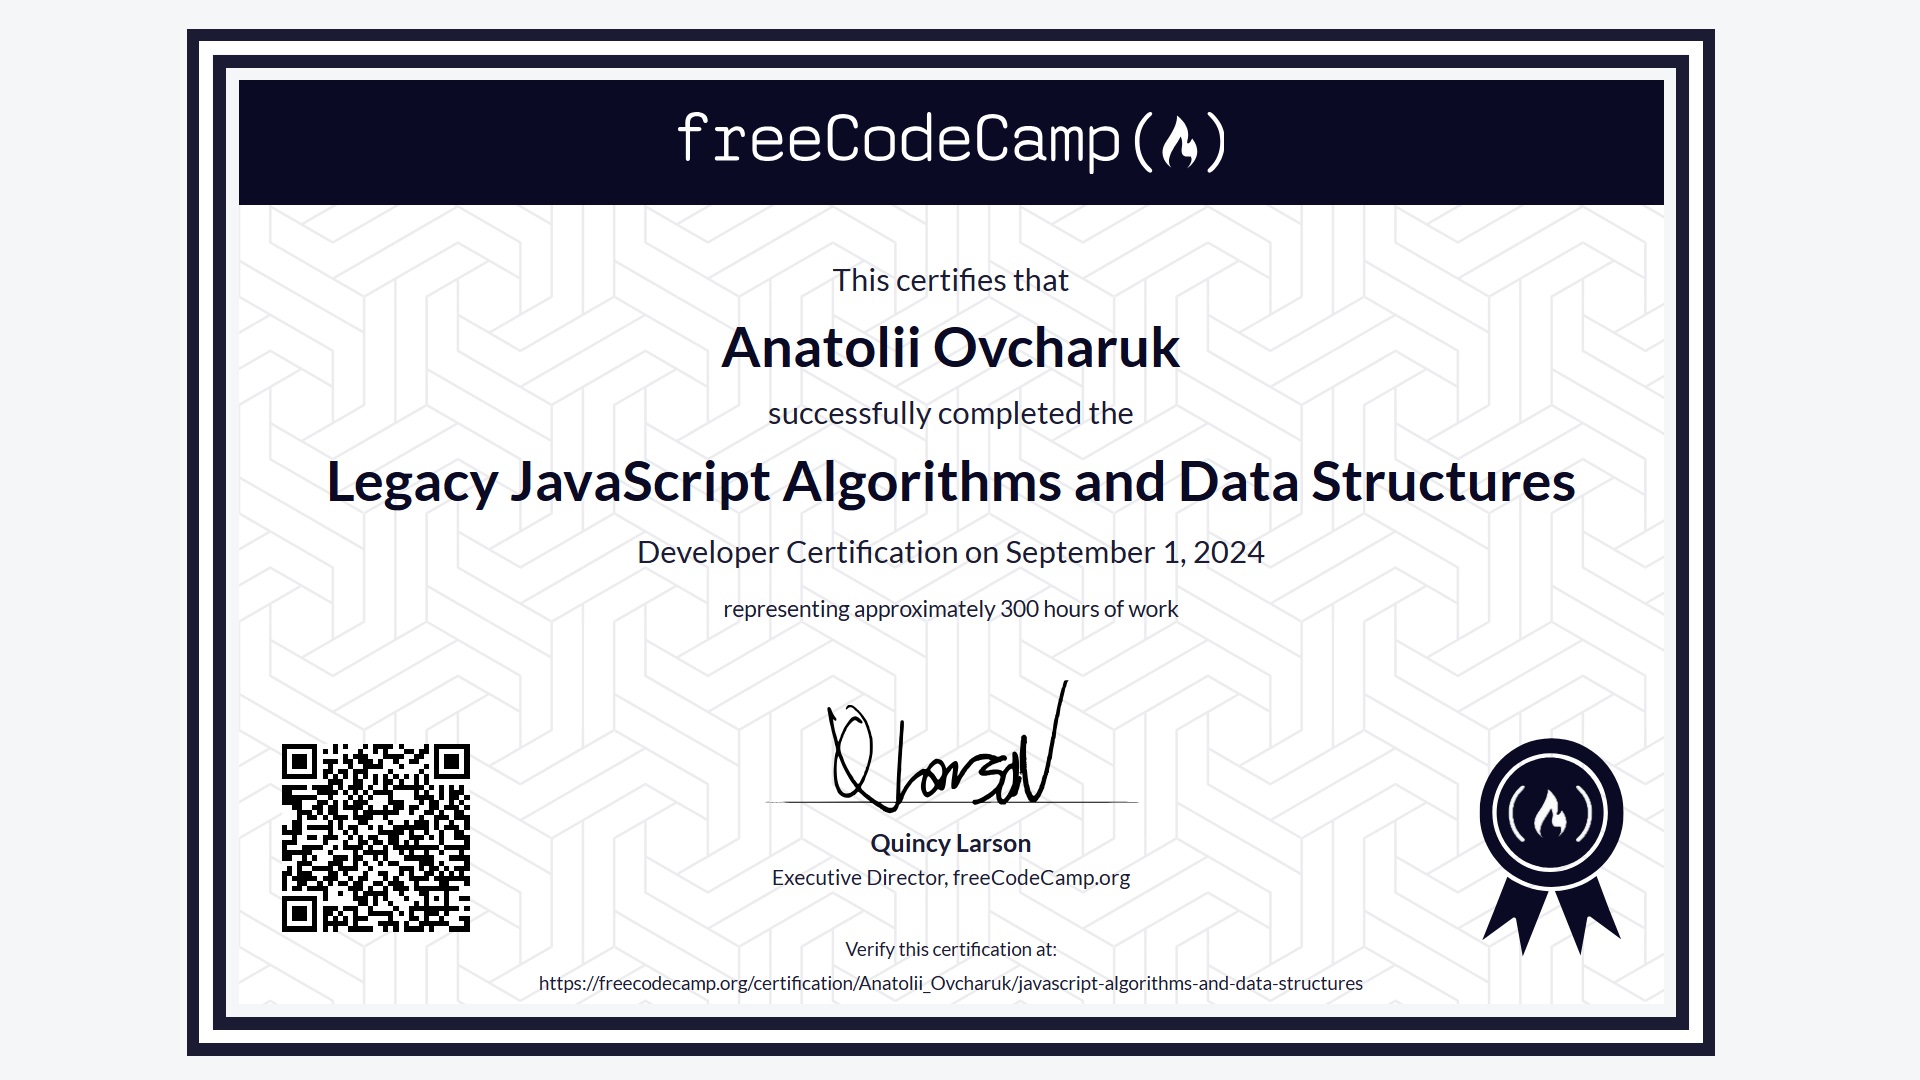 freeCodeCamp
This certifies that
Anatolii Ovcharuk
successfully completed the
Legacy JavaScript Algorithms and Data Structures
Developer Certification on September 1, 2024
representing approximately 300 hours of work
Quincy Larson
Executive Director, freeCodeCamp.org
Verify this certification at:
https://freecodecamp.org/certification/Anatolii_Ovcharuk/javascript-algorithms-and-data-structures